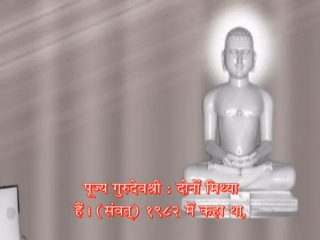 पूज्य गुरुदेवश्री : दोनों मिथ्या
हैं। (संवत्) १९८२ में कहा था,